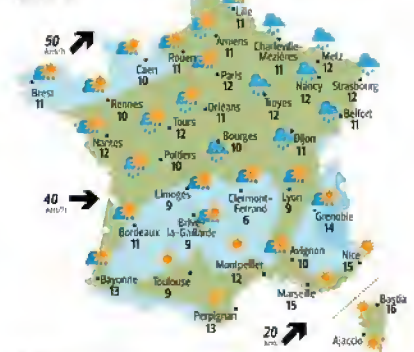 Lille
11
50
km/h
Amiens
11
Charleville-
Mezières
11
Metz
12
Rouen
11
Caen
10
Paris
12
Nancy
12
Strasbourg
12
Brest
11
Rennes
10
Orléans
11
Troyes
12
Belfort
11
Tours
12
Nantes
12
Bourges
10
Dijon
11
Poitiers
10
40
km/h
Limoges
9
Clermont-
Ferrand
6
Lyon
9
Grenoble
14
Bordeaux
11
Brive
la-Gaillarde
9
Montpellier
12
Avignon
10
Nice
15
Bayonne
13
Toulouse
9
Marseille
15
Bastia
16
Perpignan
13
20
Ajaccio